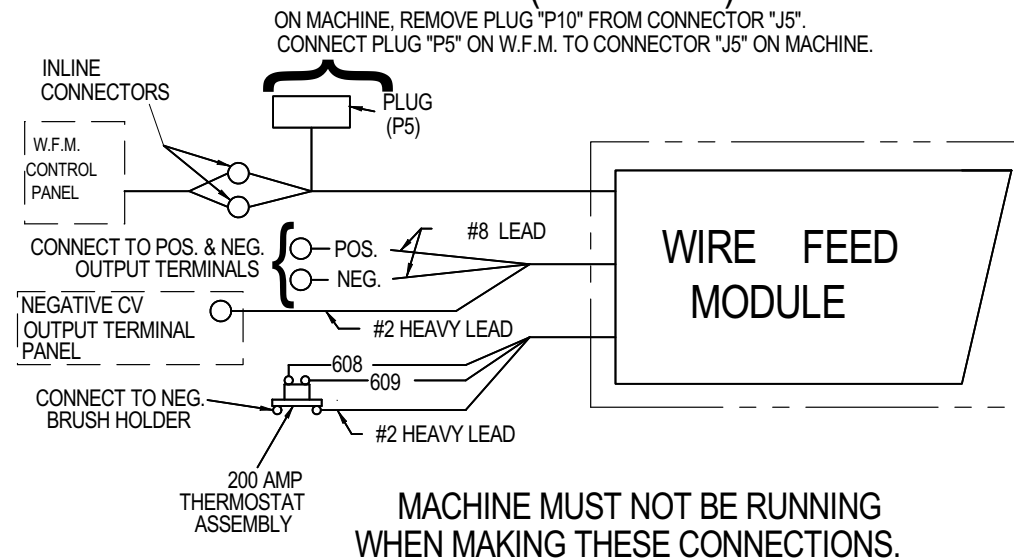 ON MACHINE, REMOVE PLUG "P10" FROM CONNECTOR "J5".
CONNECT PLUG "P5" ON W.F.M. TO CONNECTOR "J5" ON MACHINE.
INLINE
CONNECTORS
PLUG
(P5)
W.F.M.
CONTROL
PANEL
CONNECT TO POS. & NEG.
OUTPUT TERMINALS
POS.
NEG.
#8 LEAD
WIRE FEED
MODULE
NEGATIVE CV
OUTPUT TERMINAL
PANEL
#2 HEAVY LEAD
608
609
CONNECT TO NEG.
BRUSH HOLDER
#2 HEAVY LEAD
200 AMP
THERMOSTAT
ASSEMBLY
MACHINE MUST NOT BE RUNNING
WHEN MAKING THESE CONNECTIONS.